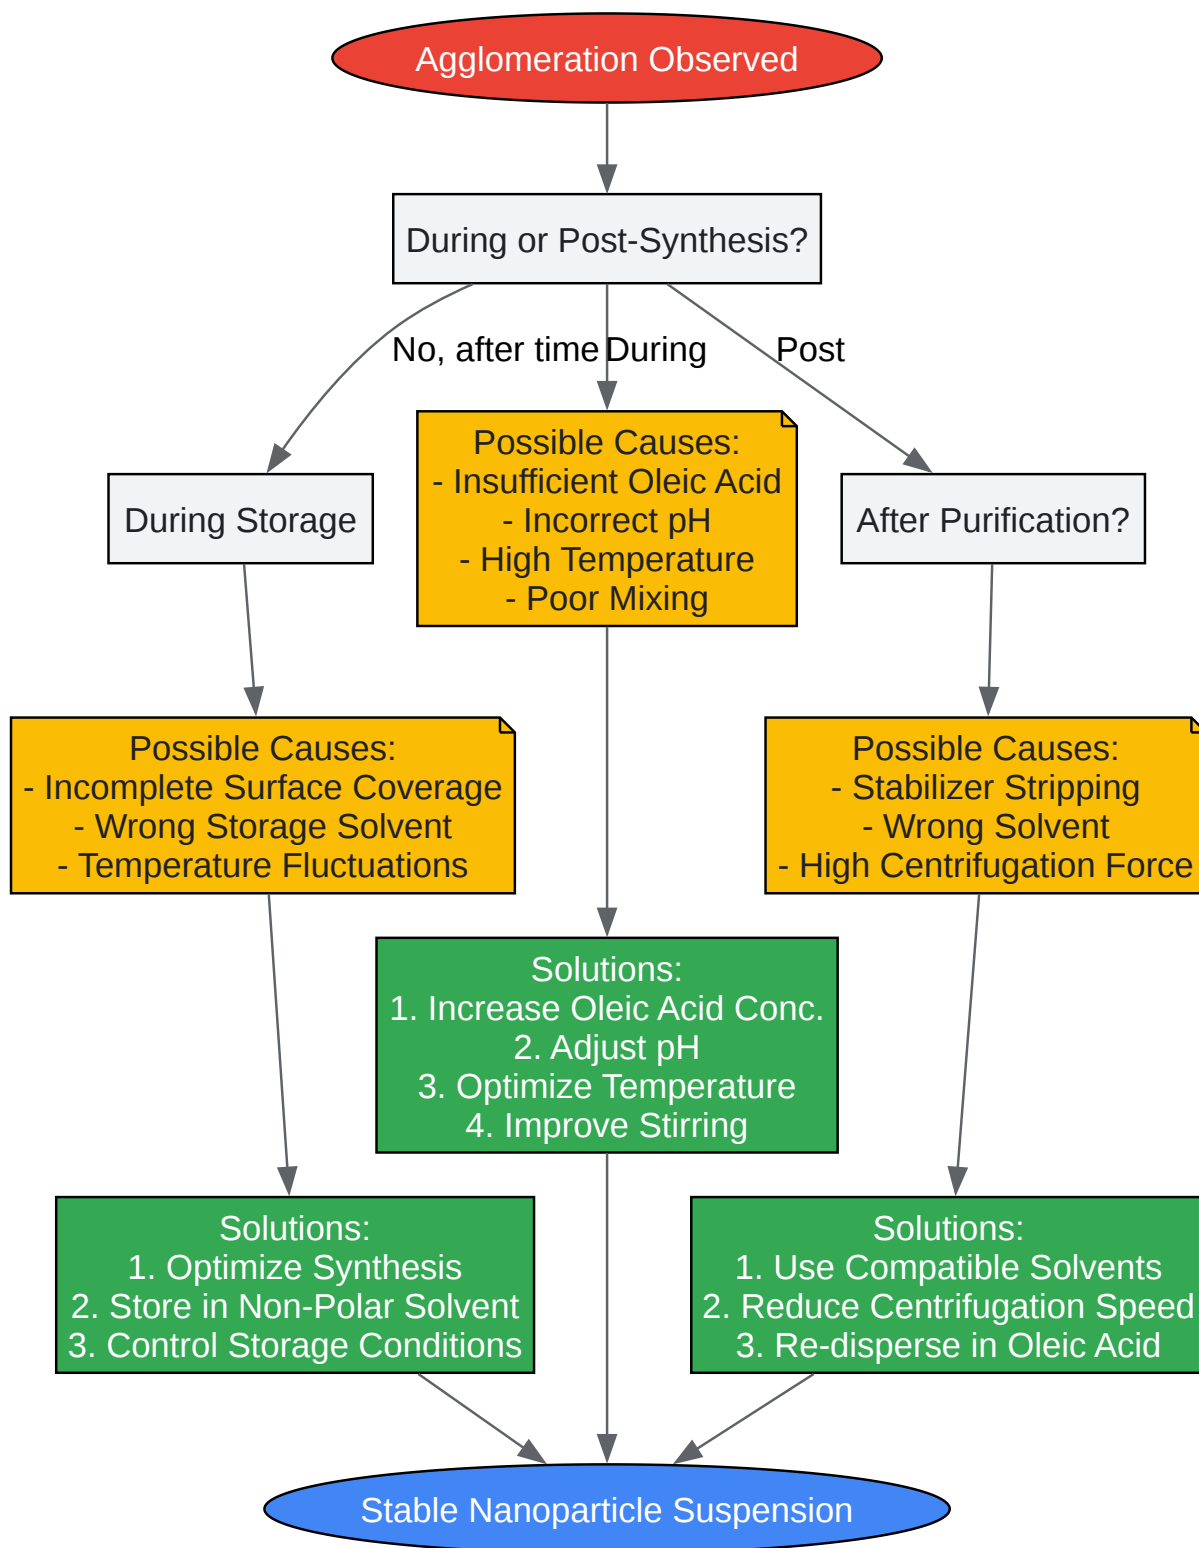 Agglomeration Observed
During or Post-Synthesis?
No, after time
During
Post
During Storage
Possible Causes:
- Insufficient Oleic Acid
- Incorrect pH
- High Temperature
- Poor Mixing
After Purification?
Possible Causes:
- Incomplete Surface Coverage
- Wrong Storage Solvent
- Temperature Fluctuations
Possible Causes:
- Stabilizer Stripping
- Wrong Solvent
- High Centrifugation Force
Solutions:
1. Increase Oleic Acid Conc.
2. Adjust pH
3. Optimize Temperature
4. Improve Stirring
Solutions:
1. Optimize Synthesis
2. Store in Non-Polar Solvent
3. Control Storage Conditions
Solutions:
1. Use Compatible Solvents
2. Reduce Centrifugation Speed
3. Re-disperse in Oleic Acid
Stable Nanoparticle Suspension